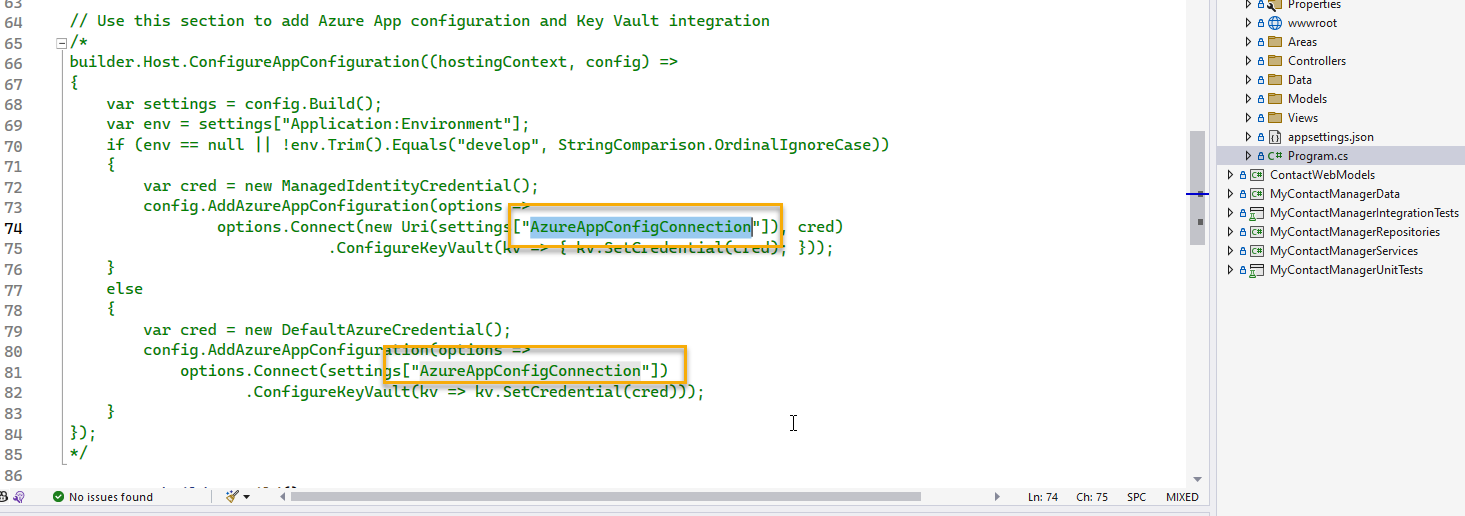 63
64 // Use this section to add Azure App configuration and Key Vault integration
65 /*
66 builder.Host.ConfigureAppConfiguration((hostingContext, config) =>
67 {
68 var settings = config.Build();
69 var env = settings["Application:Environment"];
70 if (env == null || !env.Trim().Equals("develop", StringComparison.OrdinalIgnoreCase))
71 {
72 var cred = new ManagedIdentityCredential();
73 config.AddAzureAppConfiguration(options =>
74 options.Connect(new Uri(settings["AzureAppConfigConnection"]), cred)
75 .ConfigureKeyVault(kv => { kv.SetCredential(cred); }));
76 }
77 else
78 {
79 var cred = new DefaultAzureCredential();
80 config.AddAzureAppConfiguration(options =>
81 options.Connect(settings["AzureAppConfigConnection"])
82 .ConfigureKeyVault(kv => kv.SetCredential(cred)));
83 }
84 });
85 */
86
No issues found
Ln: 74 Ch: 75 SPC MIXED
Properties
wwwroot
Areas
Controllers
Data
Models
Views
appsettings.json
C# Program.cs
C# ContactWebModels
C# MyContactManagerData
MyContactManagerIntegrationTests
C# MyContactManagerRepositories
C# MyContactManagerServices
MyContactManagerUnitTests